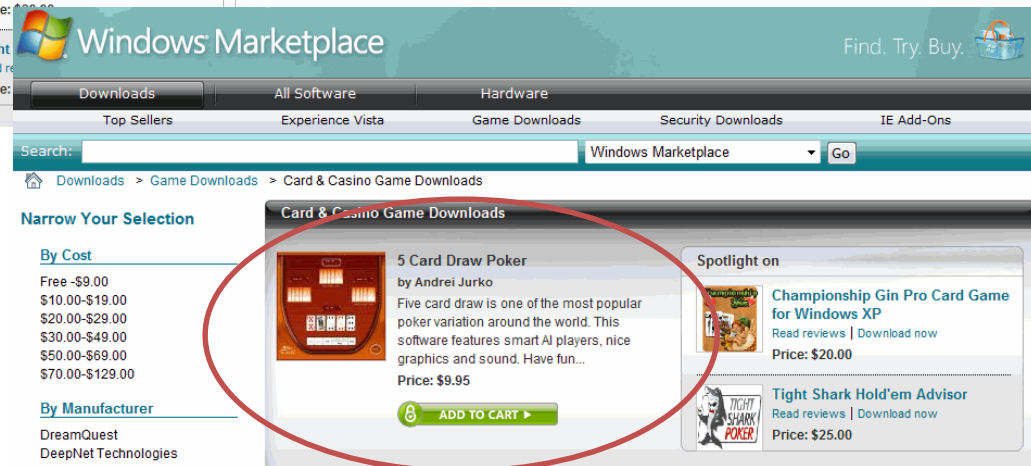 e: $20.00
nt
d re
e:
Windows Marketplace
Find. Try. Buy.
Downloads All Software Hardware
Top Sellers Experience Vista Game Downloads Security Downloads IE Add-Ons
Search: Windows Marketplace Go
Downloads > Game Downloads > Card & Casino Game Downloads
Narrow Your Selection
By Cost
Free -$9.00
$10.00-$19.00
$20.00-$29.00
$30.00-$49.00
$50.00-$69.00
$70.00-$129.00
By Manufacturer
DreamQuest
DeepNet Technologies
Card & Casino Game Downloads
5 Card Draw Poker
by Andrei Jurko
Five card draw is one of the most popular
poker variation around the world. This
software features smart AI players, nice
graphics and sound. Have fun...
Price: $9.95
ADD TO CART
Spotlight on
Championship Gin Pro Card Game
for Windows XP
Read reviews | Download now
Price: $20.00
TIGHT
SHARK
POKER
Tight Shark Hold'em Advisor
Read reviews | Download now
Price: $25.00